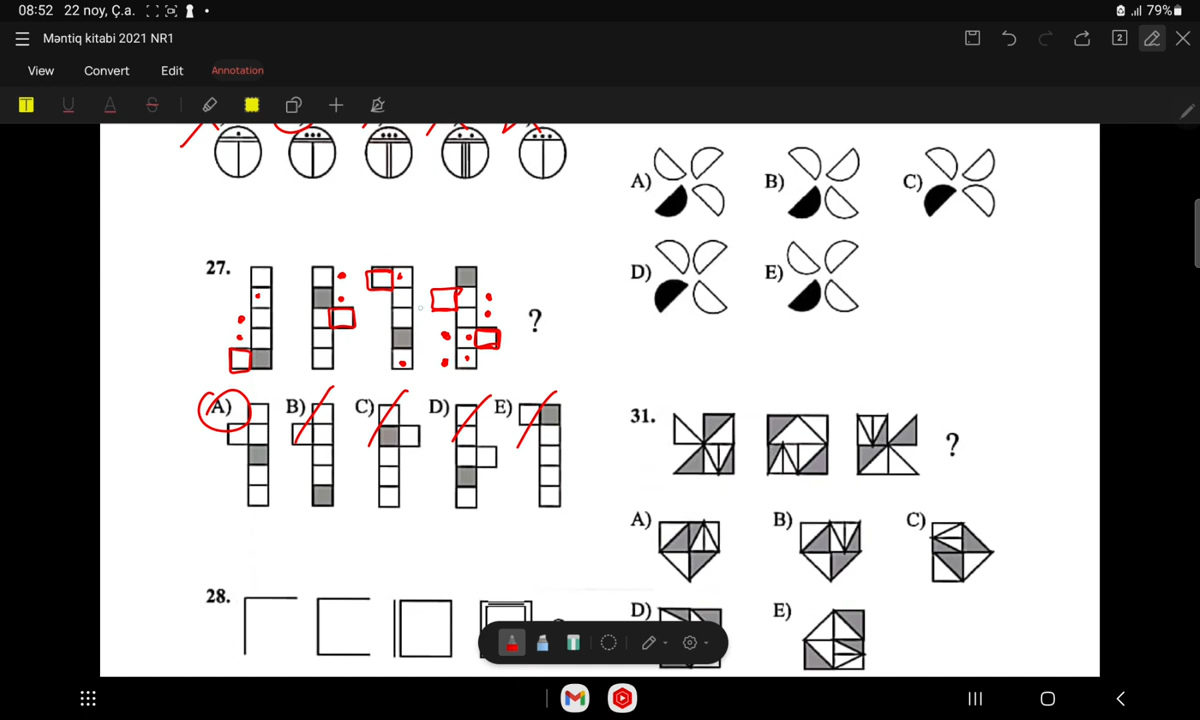 08:52 22 noy, Ç.a.
79%
Məntiq kitabi 2021 NR1
2
View Convert Edit Annotation
T U A S
A) B) C)
27.
?
D) E)
A) B) C) D) E)
31.
?
A) B) C)
28.
D) E)